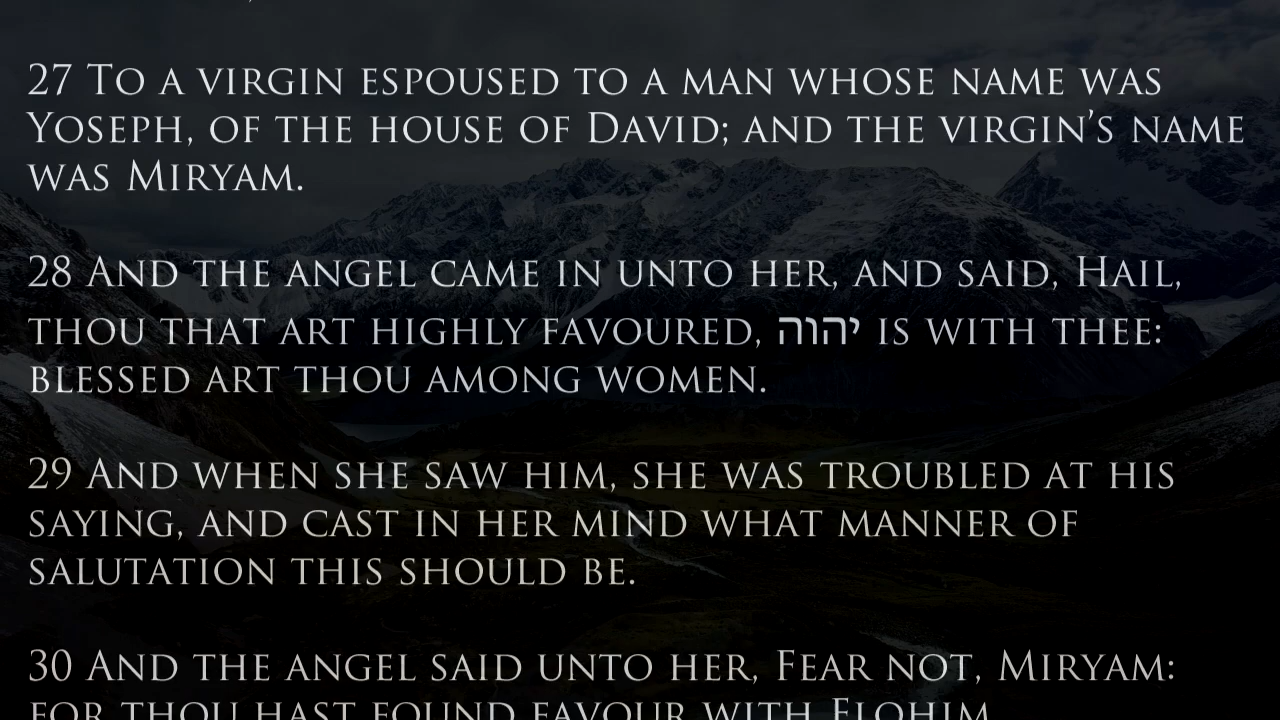 27 To a virgin espoused to a man whose name was
Yoseph, of the house of David; and the virgin’s name
was Miryam.
28 And the angel came in unto her, and said, Hail,
thou that art highly favoured, יהוה is with thee:
blessed art thou among women.
29 And when she saw him, she was troubled at his
saying, and cast in her mind what manner of
salutation this should be.
30 And the angel said unto her, Fear not, Miryam:
for thou hast found favour with Elohim